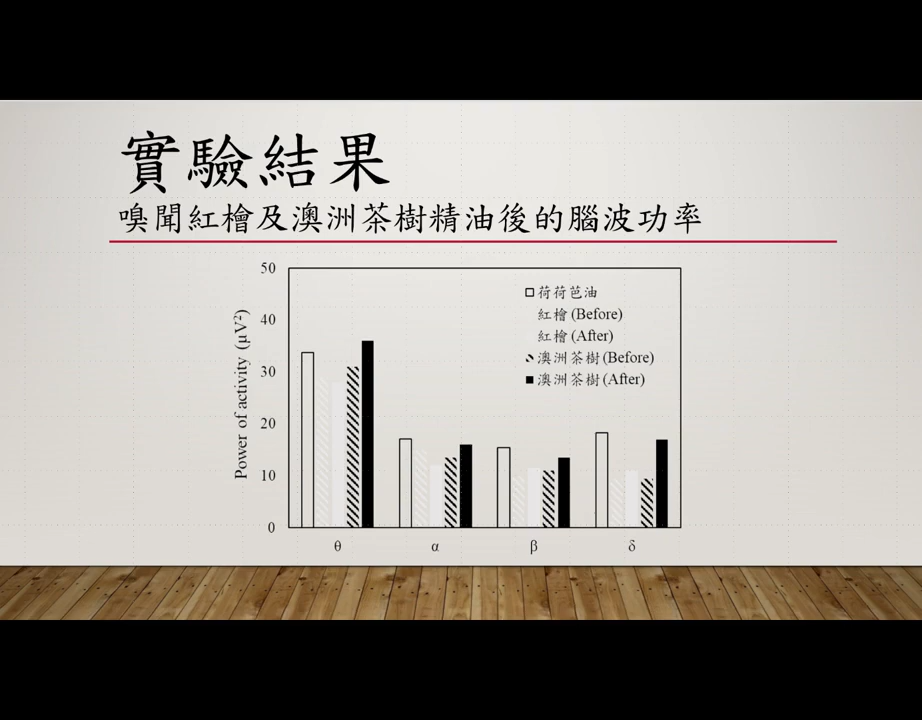 實驗結果
嗅聞紅檜及澳洲茶樹精油後的腦波功率
Power of activity (μV²)
50
40
30
20
10
0
荷荷芭油
紅檜 (Before)
紅檜 (After)
澳洲茶樹 (Before)
澳洲茶樹 (After)
θ α β δ